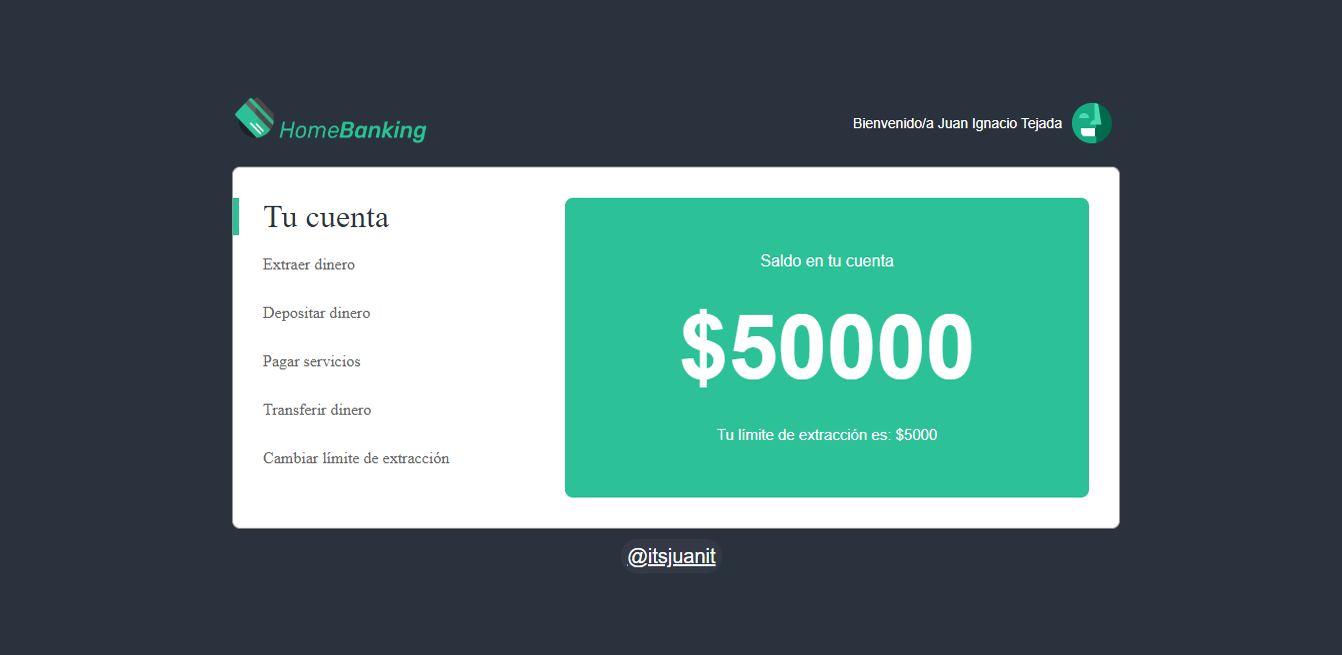 HomeBanking
Bienvenido/a Juan Ignacio Tejada
Tu cuenta
Extraer dinero
Depositar dinero
Pagar servicios
Transferir dinero
Cambiar límite de extracción
Saldo en tu cuenta
$50000
Tu límite de extracción es: $5000
@itsjuanit